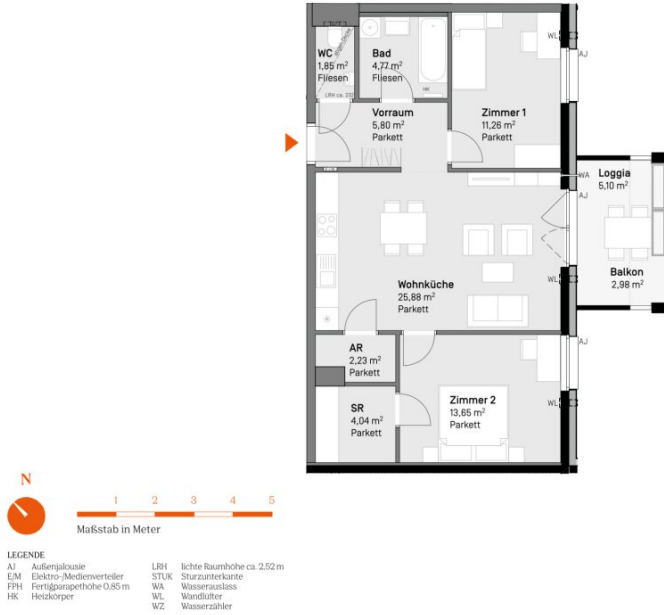 WC
1,85 m²
Fliesen
LRH ca. 222
Bad
4,77 m²
Fliesen
HK
WL
AJ
Vorraum
5,80 m²
Parkett
Zimmer 1
11,26 m²
Parkett
WA
AJ
Loggia
5,10 m²
Balkon
2,98 m²
WL
Wohnküche
25,88 m²
Parkett
AR
2,23 m²
Parkett
AJ
WL
SR
4,04 m²
Parkett
Zimmer 2
13,65 m²
Parkett
N
1 2 3 4 5
Maßstab in Meter
LEGENDE
AJ Außenjalousie
E/M Elektro-/Medienverteiler
FPH Fertigparapethöhe 0,85 m
HK Heizkörper
LRH lichte Raumhöhe ca. 2,52 m
STUK Sturzunterkante
WA Wasserauslass
WL Wandlüfter
WZ Wasserzähler